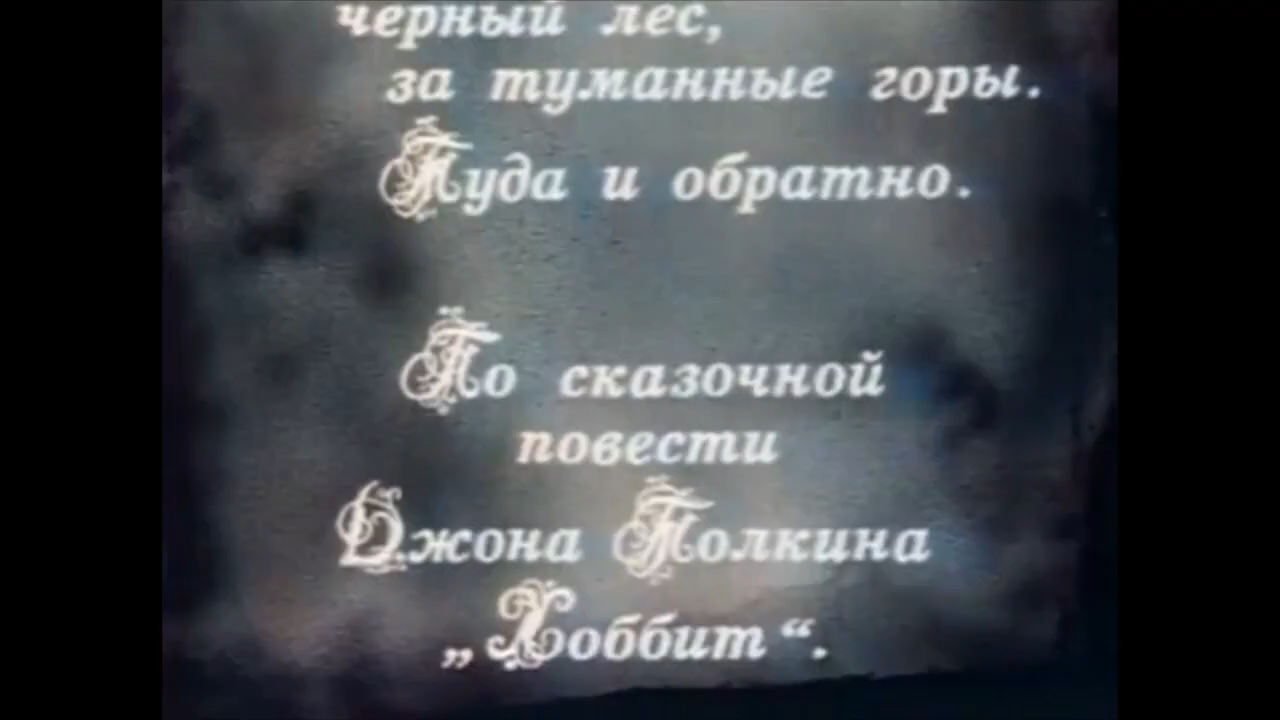 черный лес,
за туманные горы.
Туда и обратно.
По сказочной
повести
Джона Толкина
„Хоббит“.